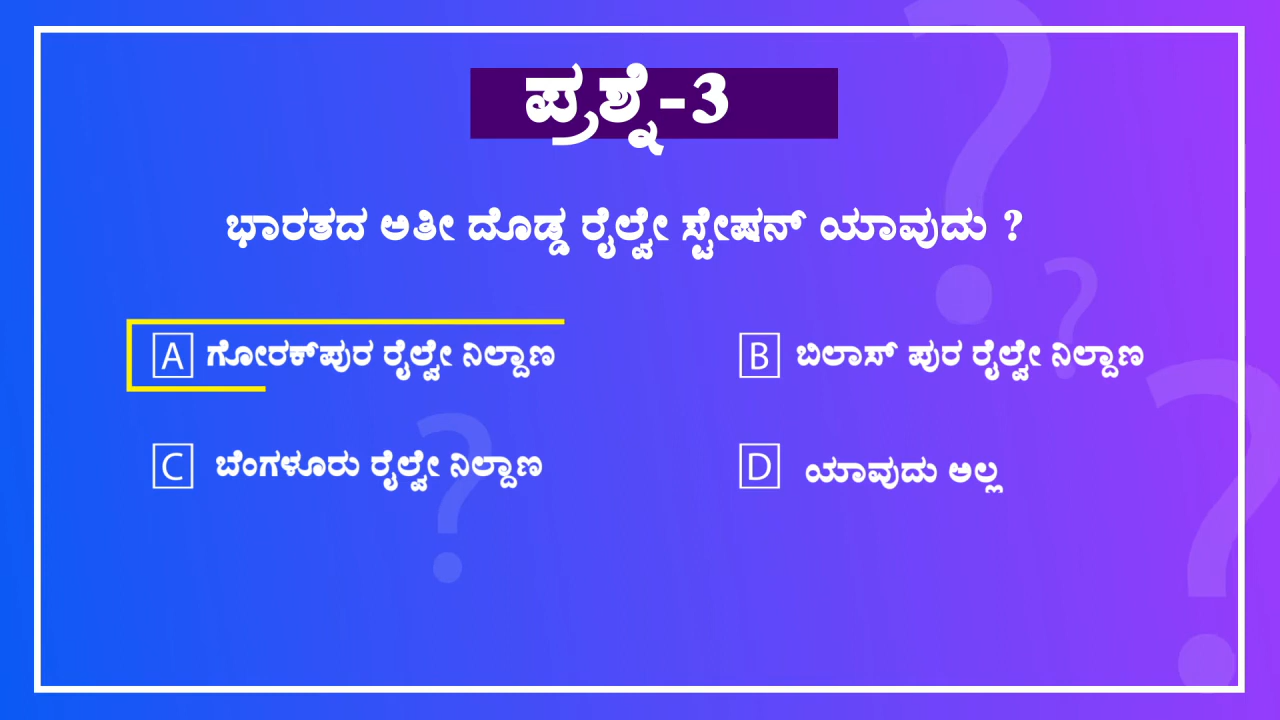 ಪ್ರಶ್ನೆ-3
ಭಾರತದ ಅತೀ ದೊಡ್ಡ ರೈಲ್ವೇ ಸ್ಟೇಷನ್ ಯಾವುದು ?
A ಗೋರಕ್‌ಪುರ ರೈಲ್ವೇ ನಿಲ್ದಾಣ
B ಬಿಲಾಸ್ ಪುರ ರೈಲ್ವೇ ನಿಲ್ದಾಣ
C ಬೆಂಗಳೂರು ರೈಲ್ವೇ ನಿಲ್ದಾಣ
D ಯಾವುದು ಅಲ್ಲ